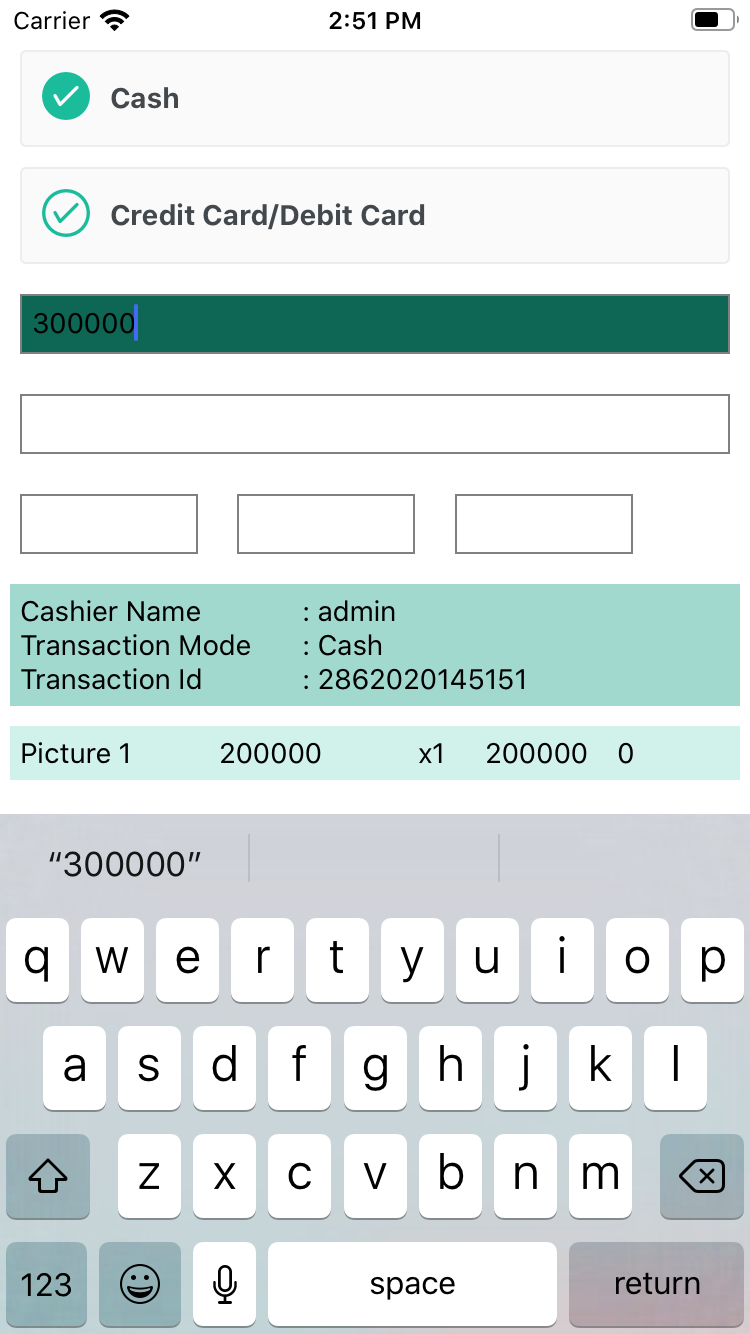 Carrier 2:51 PM
Cash
Credit Card/Debit Card
300000
Cashier Name : admin
Transaction Mode : Cash
Transaction Id : 2862020145151
Picture 1 200000 x1 200000 0
“300000”
q w e r t y u i o p
a s d f g h j k l
z x c v b n m
123 space return